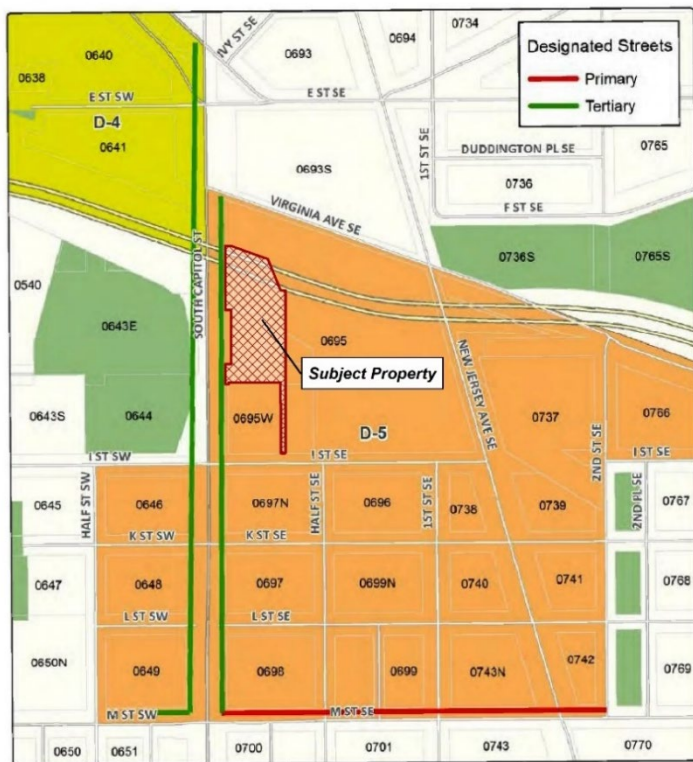 Designated Streets
Primary
Tertiary
0638
0640
IVY ST SE
0693
0694
0734
E ST SW
E ST SE
D-4
0641
0693S
1ST ST SE
DUDDINGTON PL SE
0765
0736
F ST SE
VIRGINIA AVE SE
0736S
0765S
0540
0643E
SOUTH CAPITOL ST
0695
Subject Property
NEW JERSEY AVE SE
0643S
0644
0695W
D-5
0737
2ND ST SE
0766
I ST SW
I ST SE
I ST SE
0645
HALF ST SW
0646
0697N
HALF ST SE
0696
1ST ST SE
0738
0739
2ND PL SE
0767
K ST SW
K ST SE
0647
0648
0697
0699N
0740
0741
0768
L ST SW
L ST SE
0650N
0649
0698
0699
0743N
0742
0769
M ST SW
M ST SE
0650
0651
0700
0701
0743
0770